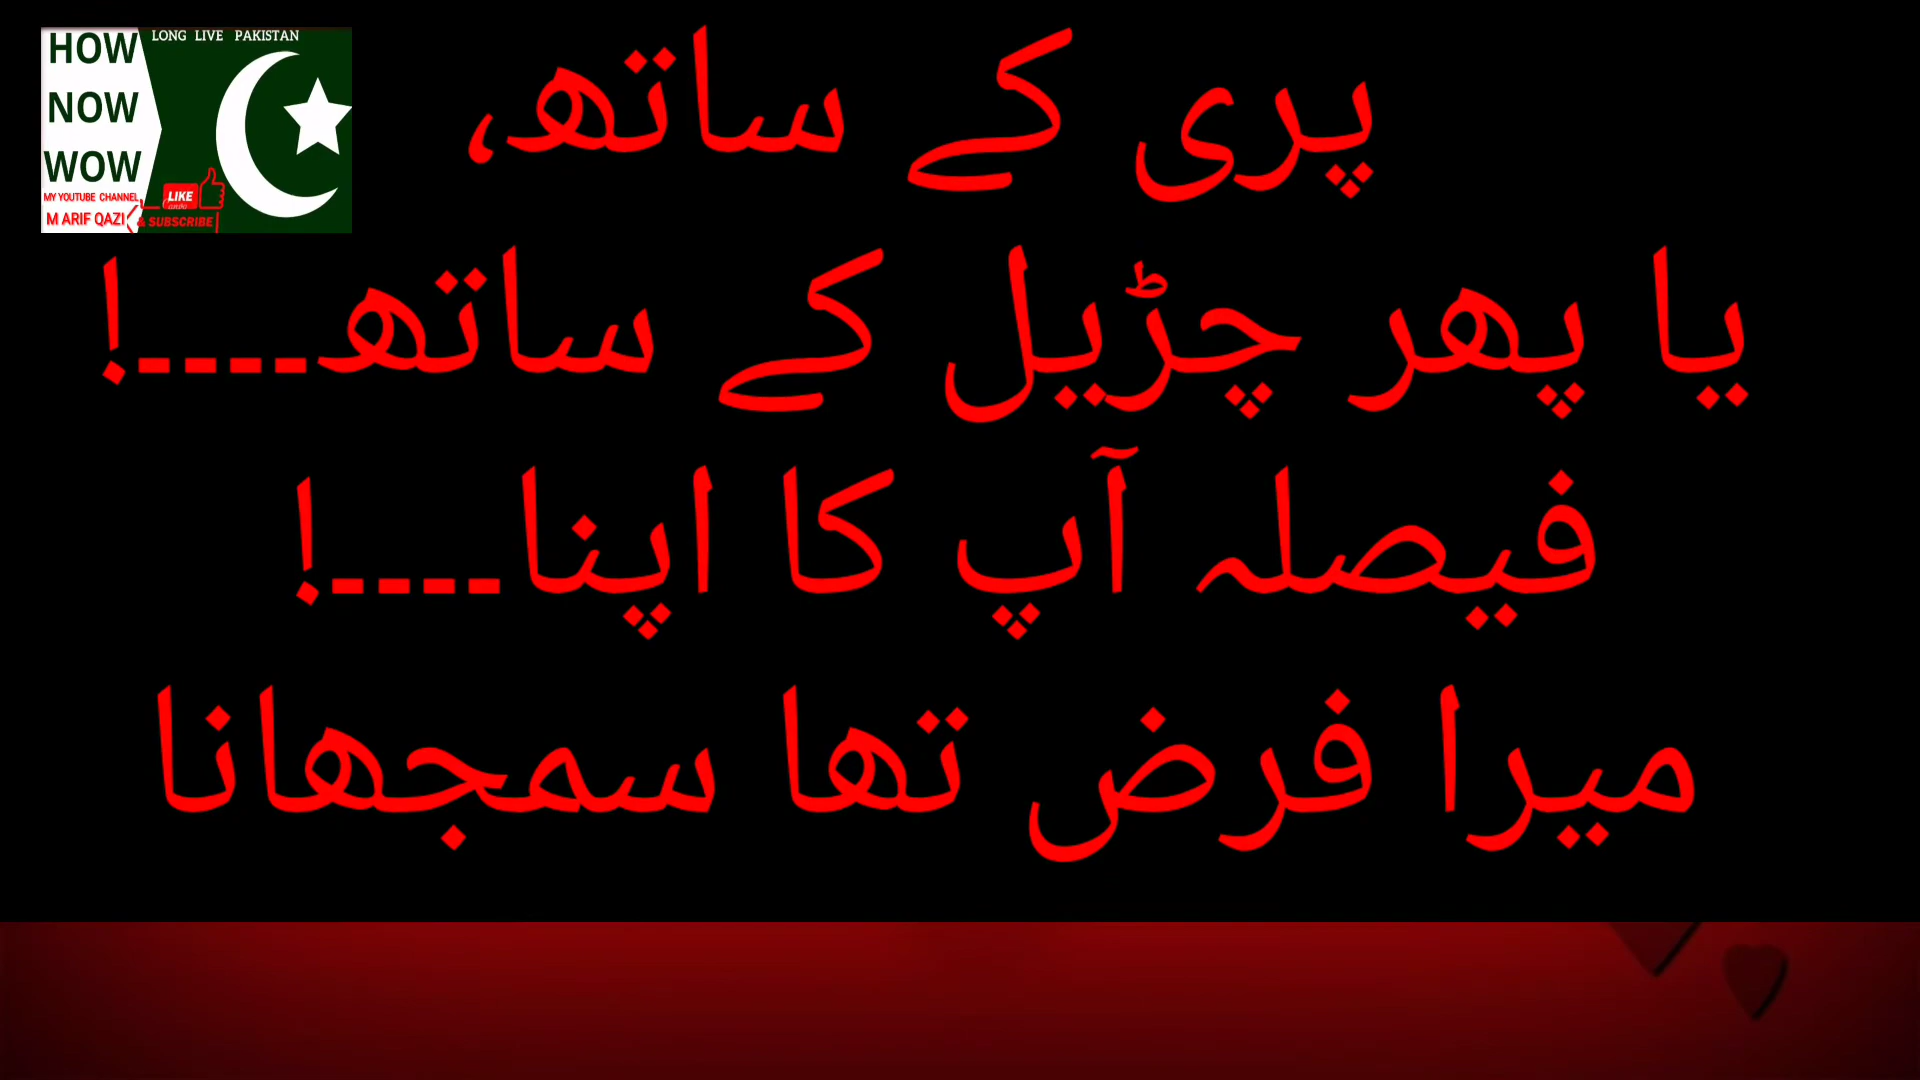 HOW
NOW
WOW
LONG LIVE PAKISTAN
MY YOUTUBE CHANNEL
M ARIF QAZI
LIKE
Canva
& SUBSCRIBE
پری کے ساتھ،
یا پھر چڑیل کے ساتھ----!
فیصلہ آپ کا اپنا----!
میرا فرض تھا سمجھانا